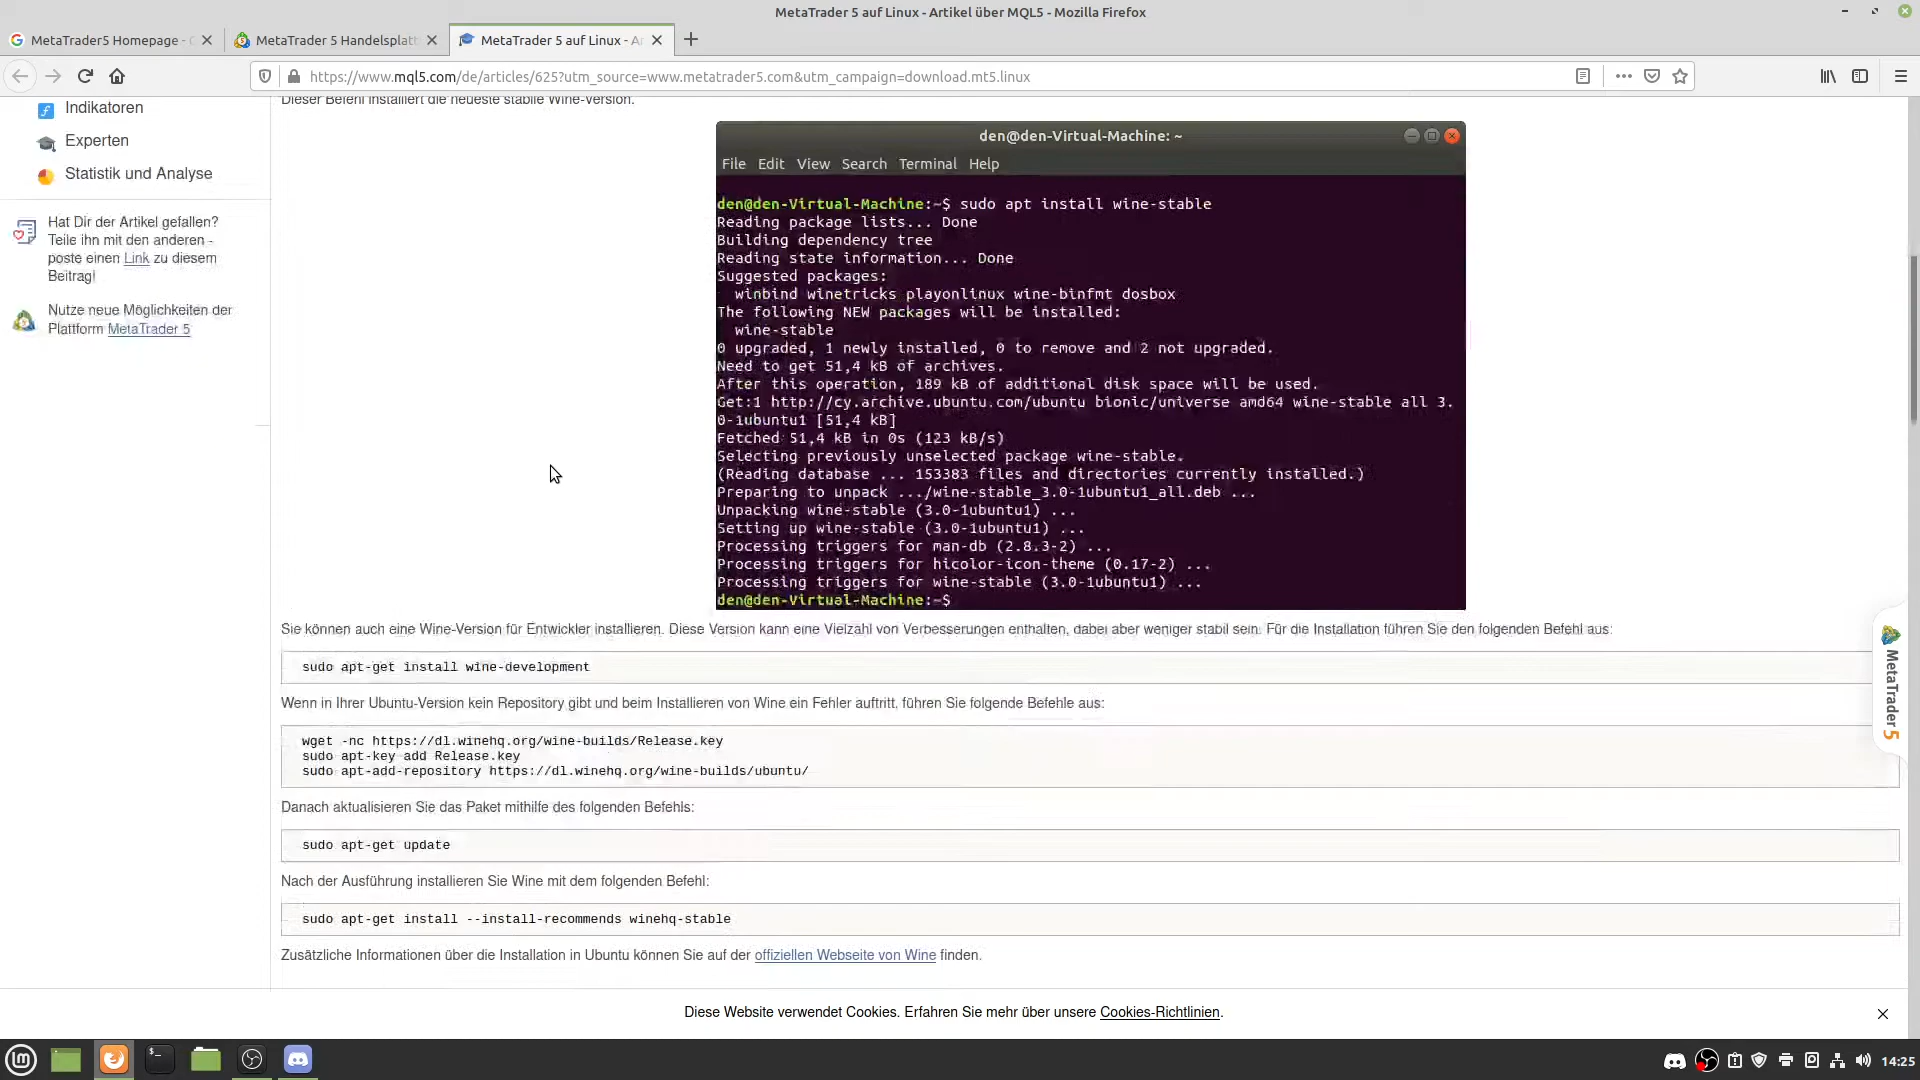 MetaTrader 5 auf Linux - Artikel über MQL5 - Mozilla Firefox
MetaTrader5 Homepage -
MetaTrader 5 Handelsplatt
MetaTrader 5 auf Linux - A
https://www.mql5.com/de/articles/625?utm_source=www.metatrader5.com&utm_campaign=download.mt5.linux
Indikatoren
Experten
Statistik und Analyse
Hat Dir der Artikel gefallen?
Teile ihn mit den anderen -
poste einen Link zu diesem
Beitrag!
Nutze neue Möglichkeiten der
Plattform MetaTrader 5
Dieser Befehl installiert die neueste stabile Wine-Version.
den@den-Virtual-Machine: ~
File Edit View Search Terminal Help
den@den-Virtual-Machine:~$ sudo apt install wine-stable
Reading package lists... Done
Building dependency tree
Reading state information... Done
Suggested packages:
winbind winetricks playonlinux wine-binfmt dosbox
The following NEW packages will be installed:
wine-stable
0 upgraded, 1 newly installed, 0 to remove and 2 not upgraded.
Need to get 51,4 kB of archives.
After this operation, 189 kB of additional disk space will be used.
Get:1 http://cy.archive.ubuntu.com/ubuntu bionic/universe amd64 wine-stable all 3.
0-1ubuntu1 [51,4 kB]
Fetched 51,4 kB in 0s (123 kB/s)
Selecting previously unselected package wine-stable.
(Reading database ... 153383 files and directories currently installed.)
Preparing to unpack .../wine-stable_3.0-1ubuntu1_all.deb ...
Unpacking wine-stable (3.0-1ubuntu1) ...
Setting up wine-stable (3.0-1ubuntu1) ...
Processing triggers for man-db (2.8.3-2) ...
Processing triggers for hicolor-icon-theme (0.17-2) ...
Processing triggers for wine-stable (3.0-1ubuntu1) ...
den@den-Virtual-Machine:~$
Sie können auch eine Wine-Version für Entwickler installieren. Diese Version kann eine Vielzahl von Verbesserungen enthalten, dabei aber weniger stabil sein. Für die Installation führen Sie den folgenden Befehl aus:
sudo apt-get install wine-development
Wenn in Ihrer Ubuntu-Version kein Repository gibt und beim Installieren von Wine ein Fehler auftritt, führen Sie folgende Befehle aus:
wget -nc https://dl.winehq.org/wine-builds/Release.key
sudo apt-key add Release.key
sudo apt-add-repository https://dl.winehq.org/wine-builds/ubuntu/
Danach aktualisieren Sie das Paket mithilfe des folgenden Befehls:
sudo apt-get update
Nach der Ausführung installieren Sie Wine mit dem folgenden Befehl:
sudo apt-get install --install-recommends winehq-stable
Zusätzliche Informationen über die Installation in Ubuntu können Sie auf der offiziellen Webseite von Wine finden.
MetaTrader 5
Diese Website verwendet Cookies. Erfahren Sie mehr über unsere Cookies-Richtlinien.
14:25